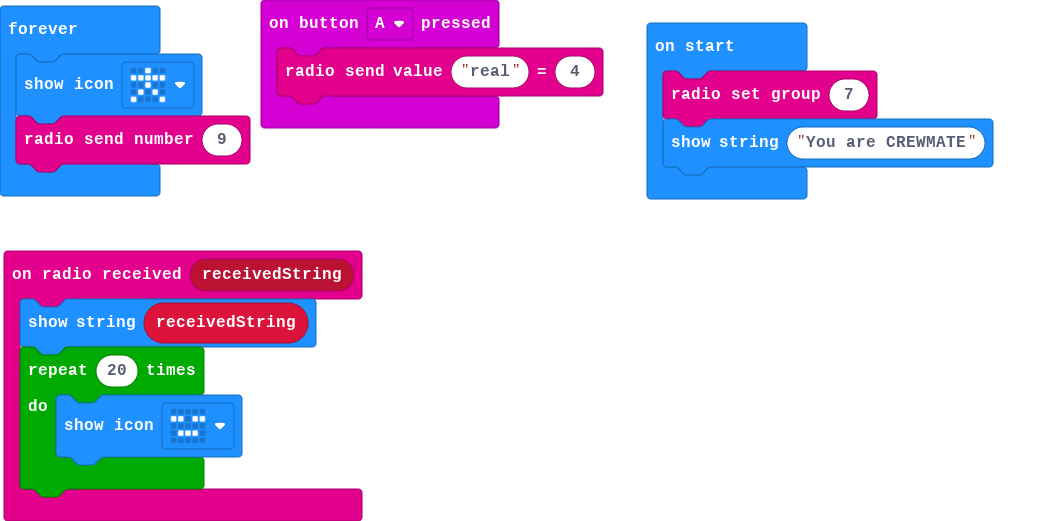 forever
show icon
radio send number 9
on button A pressed
radio send value "real" = 4
on start
radio set group 7
show string "You are CREWMATE"
on radio received receivedString
show string receivedString
repeat 20 times
do
show icon